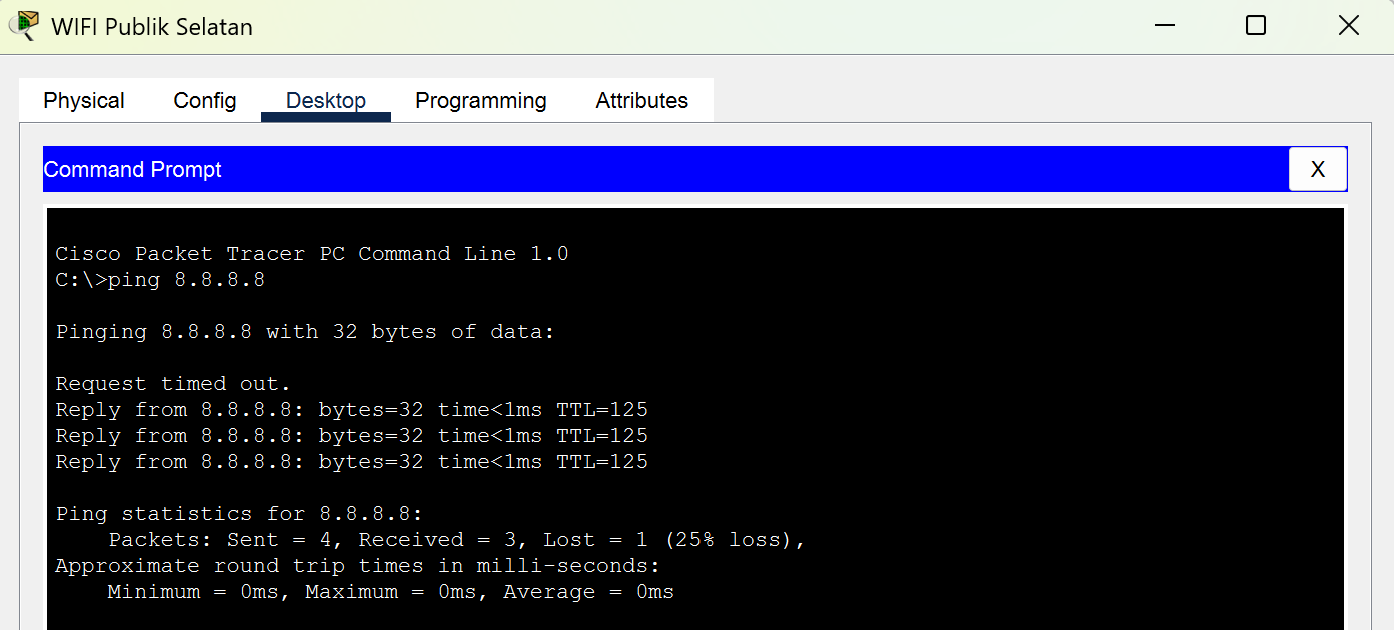 WIFI Publik Selatan
Physical Config Desktop Programming Attributes
Command Prompt X
Cisco Packet Tracer PC Command Line 1.0
C:\>ping 8.8.8.8
Pinging 8.8.8.8 with 32 bytes of data:
Request timed out.
Reply from 8.8.8.8: bytes=32 time<1ms TTL=125
Reply from 8.8.8.8: bytes=32 time<1ms TTL=125
Reply from 8.8.8.8: bytes=32 time<1ms TTL=125
Ping statistics for 8.8.8.8:
    Packets: Sent = 4, Received = 3, Lost = 1 (25% loss),
Approximate round trip times in milli-seconds:
    Minimum = 0ms, Maximum = 0ms, Average = 0ms